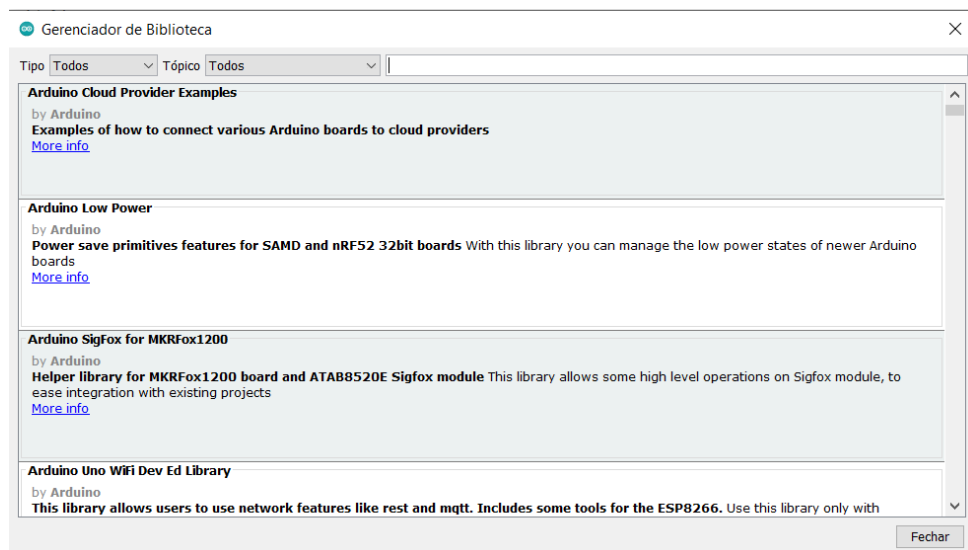 Gerenciador de Biblioteca
Tipo Todos Tópico Todos
Arduino Cloud Provider Examples
by Arduino
Examples of how to connect various Arduino boards to cloud providers
More info
Arduino Low Power
by Arduino
Power save primitives features for SAMD and nRF52 32bit boards With this library you can manage the low power states of newer Arduino
boards
More info
Arduino SigFox for MKRFox1200
by Arduino
Helper library for MKRFox1200 board and ATAB8520E Sigfox module This library allows some high level operations on Sigfox module, to
ease integration with existing projects
More info
Arduino Uno WiFi Dev Ed Library
by Arduino
This library allows users to use network features like rest and mqtt. Includes some tools for the ESP8266. Use this library only with
Fechar